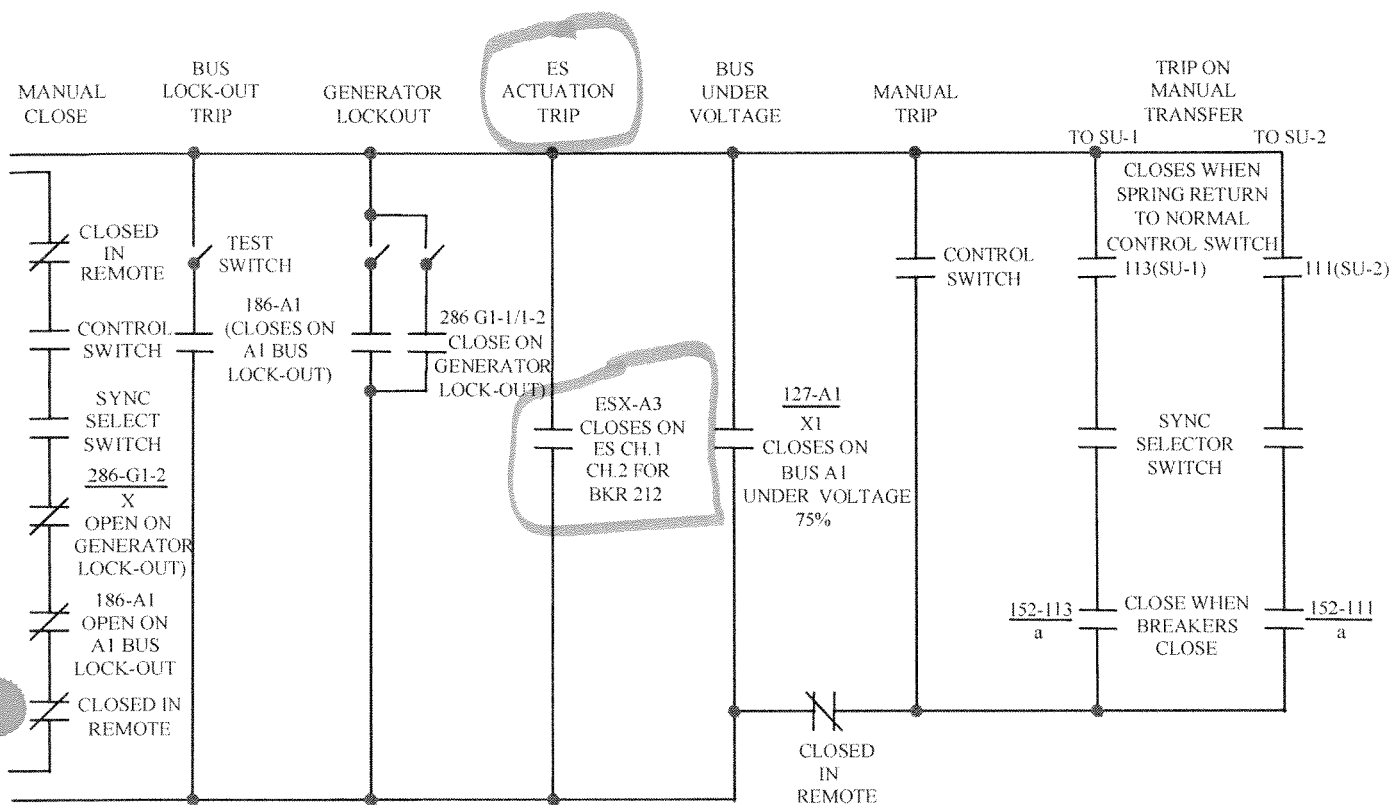 MANUAL
CLOSE
BUS
LOCK-OUT
TRIP
GENERATOR
LOCKOUT
ES
ACTUATION
TRIP
BUS
UNDER
VOLTAGE
MANUAL
TRIP
TRIP ON
MANUAL
TRANSFER
TO SU-1
TO SU-2
CLOSED
IN
REMOTE
CONTROL
SWITCH
SYNC
SELECT
SWITCH
286-G1-2
X
OPEN ON
GENERATOR
LOCK-OUT)
186-A1
OPEN ON
A1 BUS
LOCK-OUT
CLOSED IN
REMOTE
TEST
SWITCH
186-A1
(CLOSES ON
A1 BUS
LOCK-OUT)
286 G1-1/1-2
CLOSE ON
GENERATOR
LOCK-OUT)
ESX-A3
CLOSES ON
ES CH.1
CH.2 FOR
BKR 212
127-A1
X1
CLOSES ON
BUS A1
UNDER VOLTAGE
75%
CONTROL
SWITCH
CLOSES WHEN
SPRING RETURN
TO NORMAL
CONTROL SWITCH
113(SU-1)
111(SU-2)
SYNC
SELECTOR
SWITCH
152-113
a
CLOSE WHEN
BREAKERS
CLOSE
152-111
a
CLOSED
IN
REMOTE